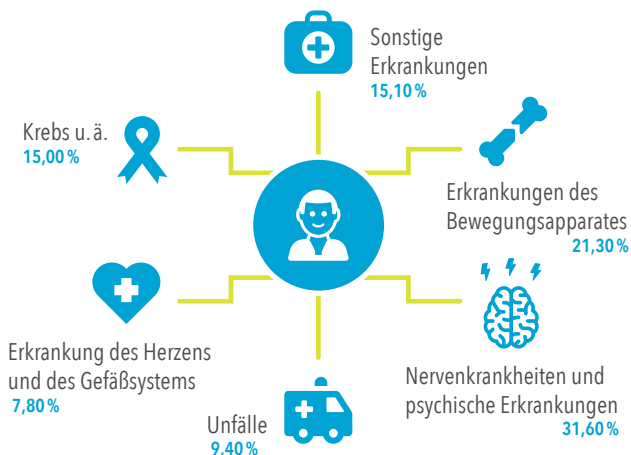 Sonstige
Erkrankungen
15,10 %
Krebs u. ä.
15,00 %
Erkrankungen des
Bewegungsapparates
21,30 %
Erkrankung des Herzens
und des Gefäßsystems
7,80 %
Nervenkrankheiten und
psychische Erkrankungen
31,60 %
Unfälle
9.40 %